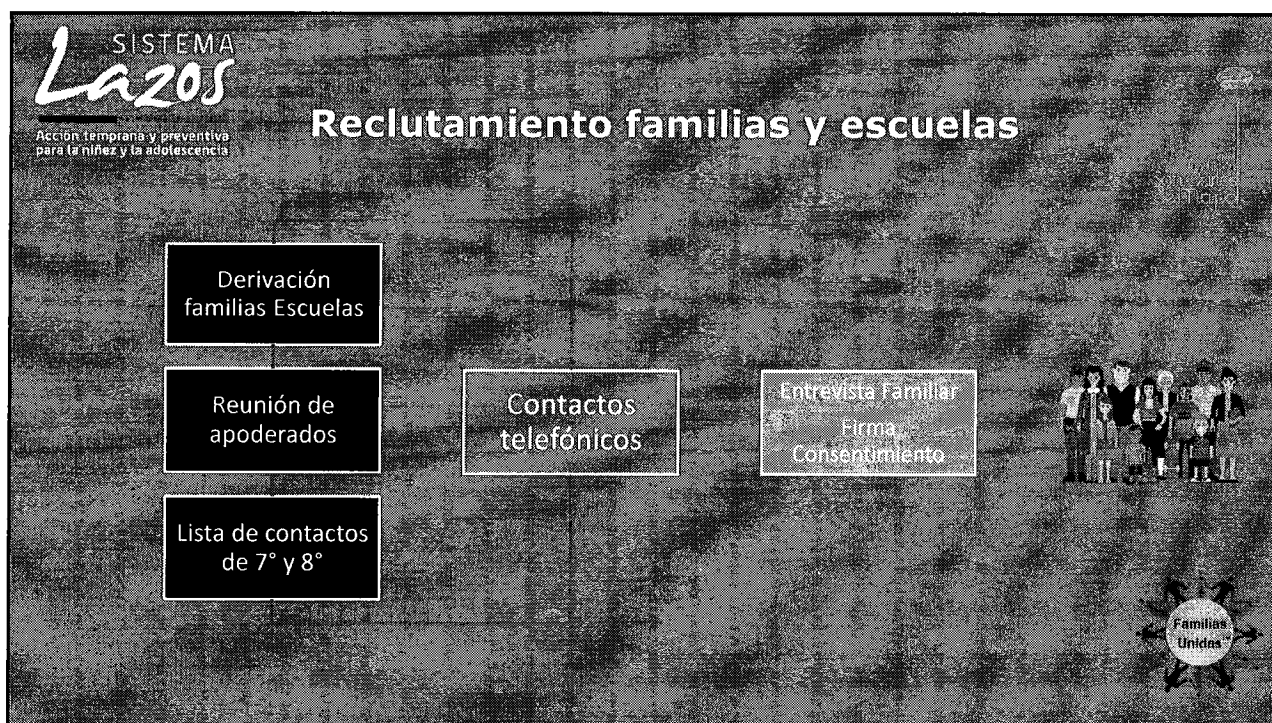 SISTEMA
Lazos
Acción temprana y preventiva
para la niñez y la adolescencia
Reclutamiento familias y escuelas
Derivación
familias Escuelas
Reunión de
apoderados
Lista de contactos
de 7° y 8°
Contactos
telefónicos
Entrevista Familiar
Firma
Consentimiento
Familias
Unidas